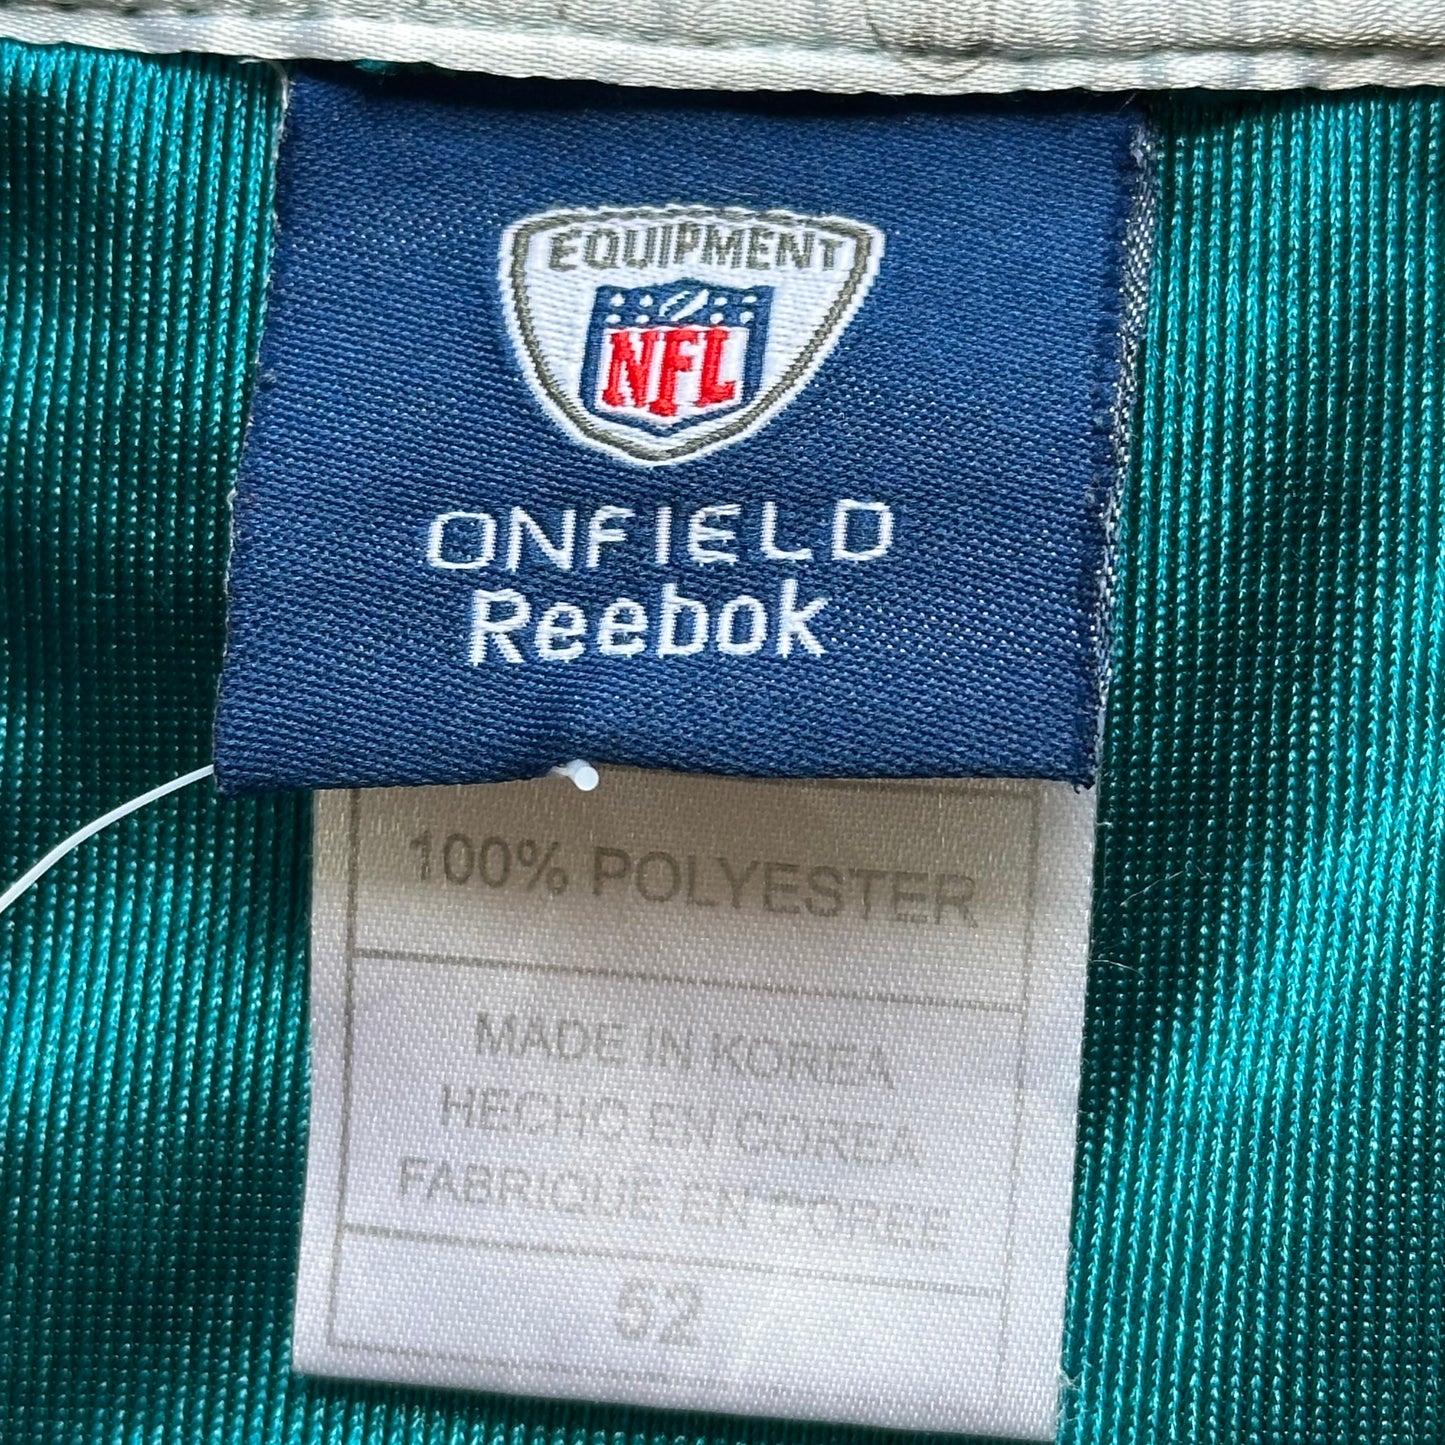 EQUIPMENT
NFL
ONFIELD
Reebok
100% POLYESTER
MADE IN KOREA
HECHO EN COREA
FABRIQUE EN COREE
52